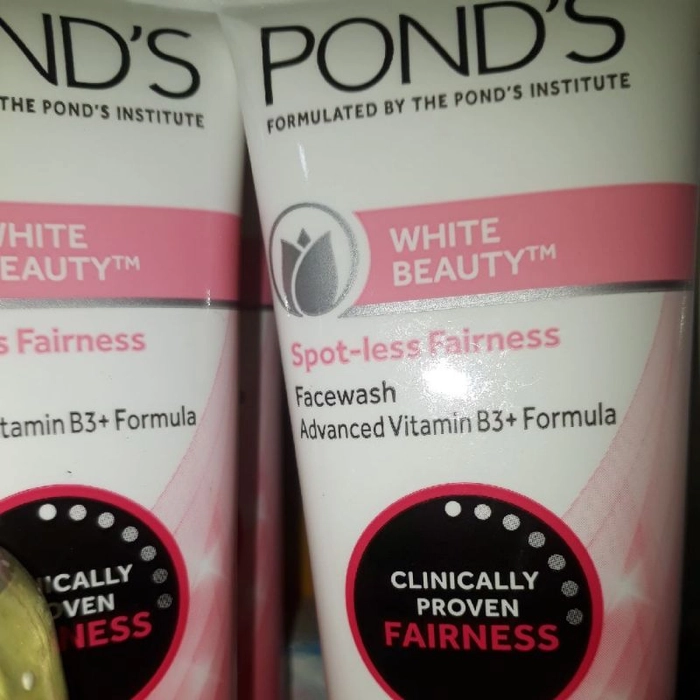 ND'S
THE POND'S INSTITUTE
WHITE
EAUTY™
s Fairness
tamin B3+ Formula
ICALLY
VEN
NESS
POND'S
FORMULATED BY THE POND'S INSTITUTE
WHITE
BEAUTY™
Spot-less Fairness
Facewash
Advanced Vitamin B3+ Formula
CLINICALLY
PROVEN
FAIRNESS